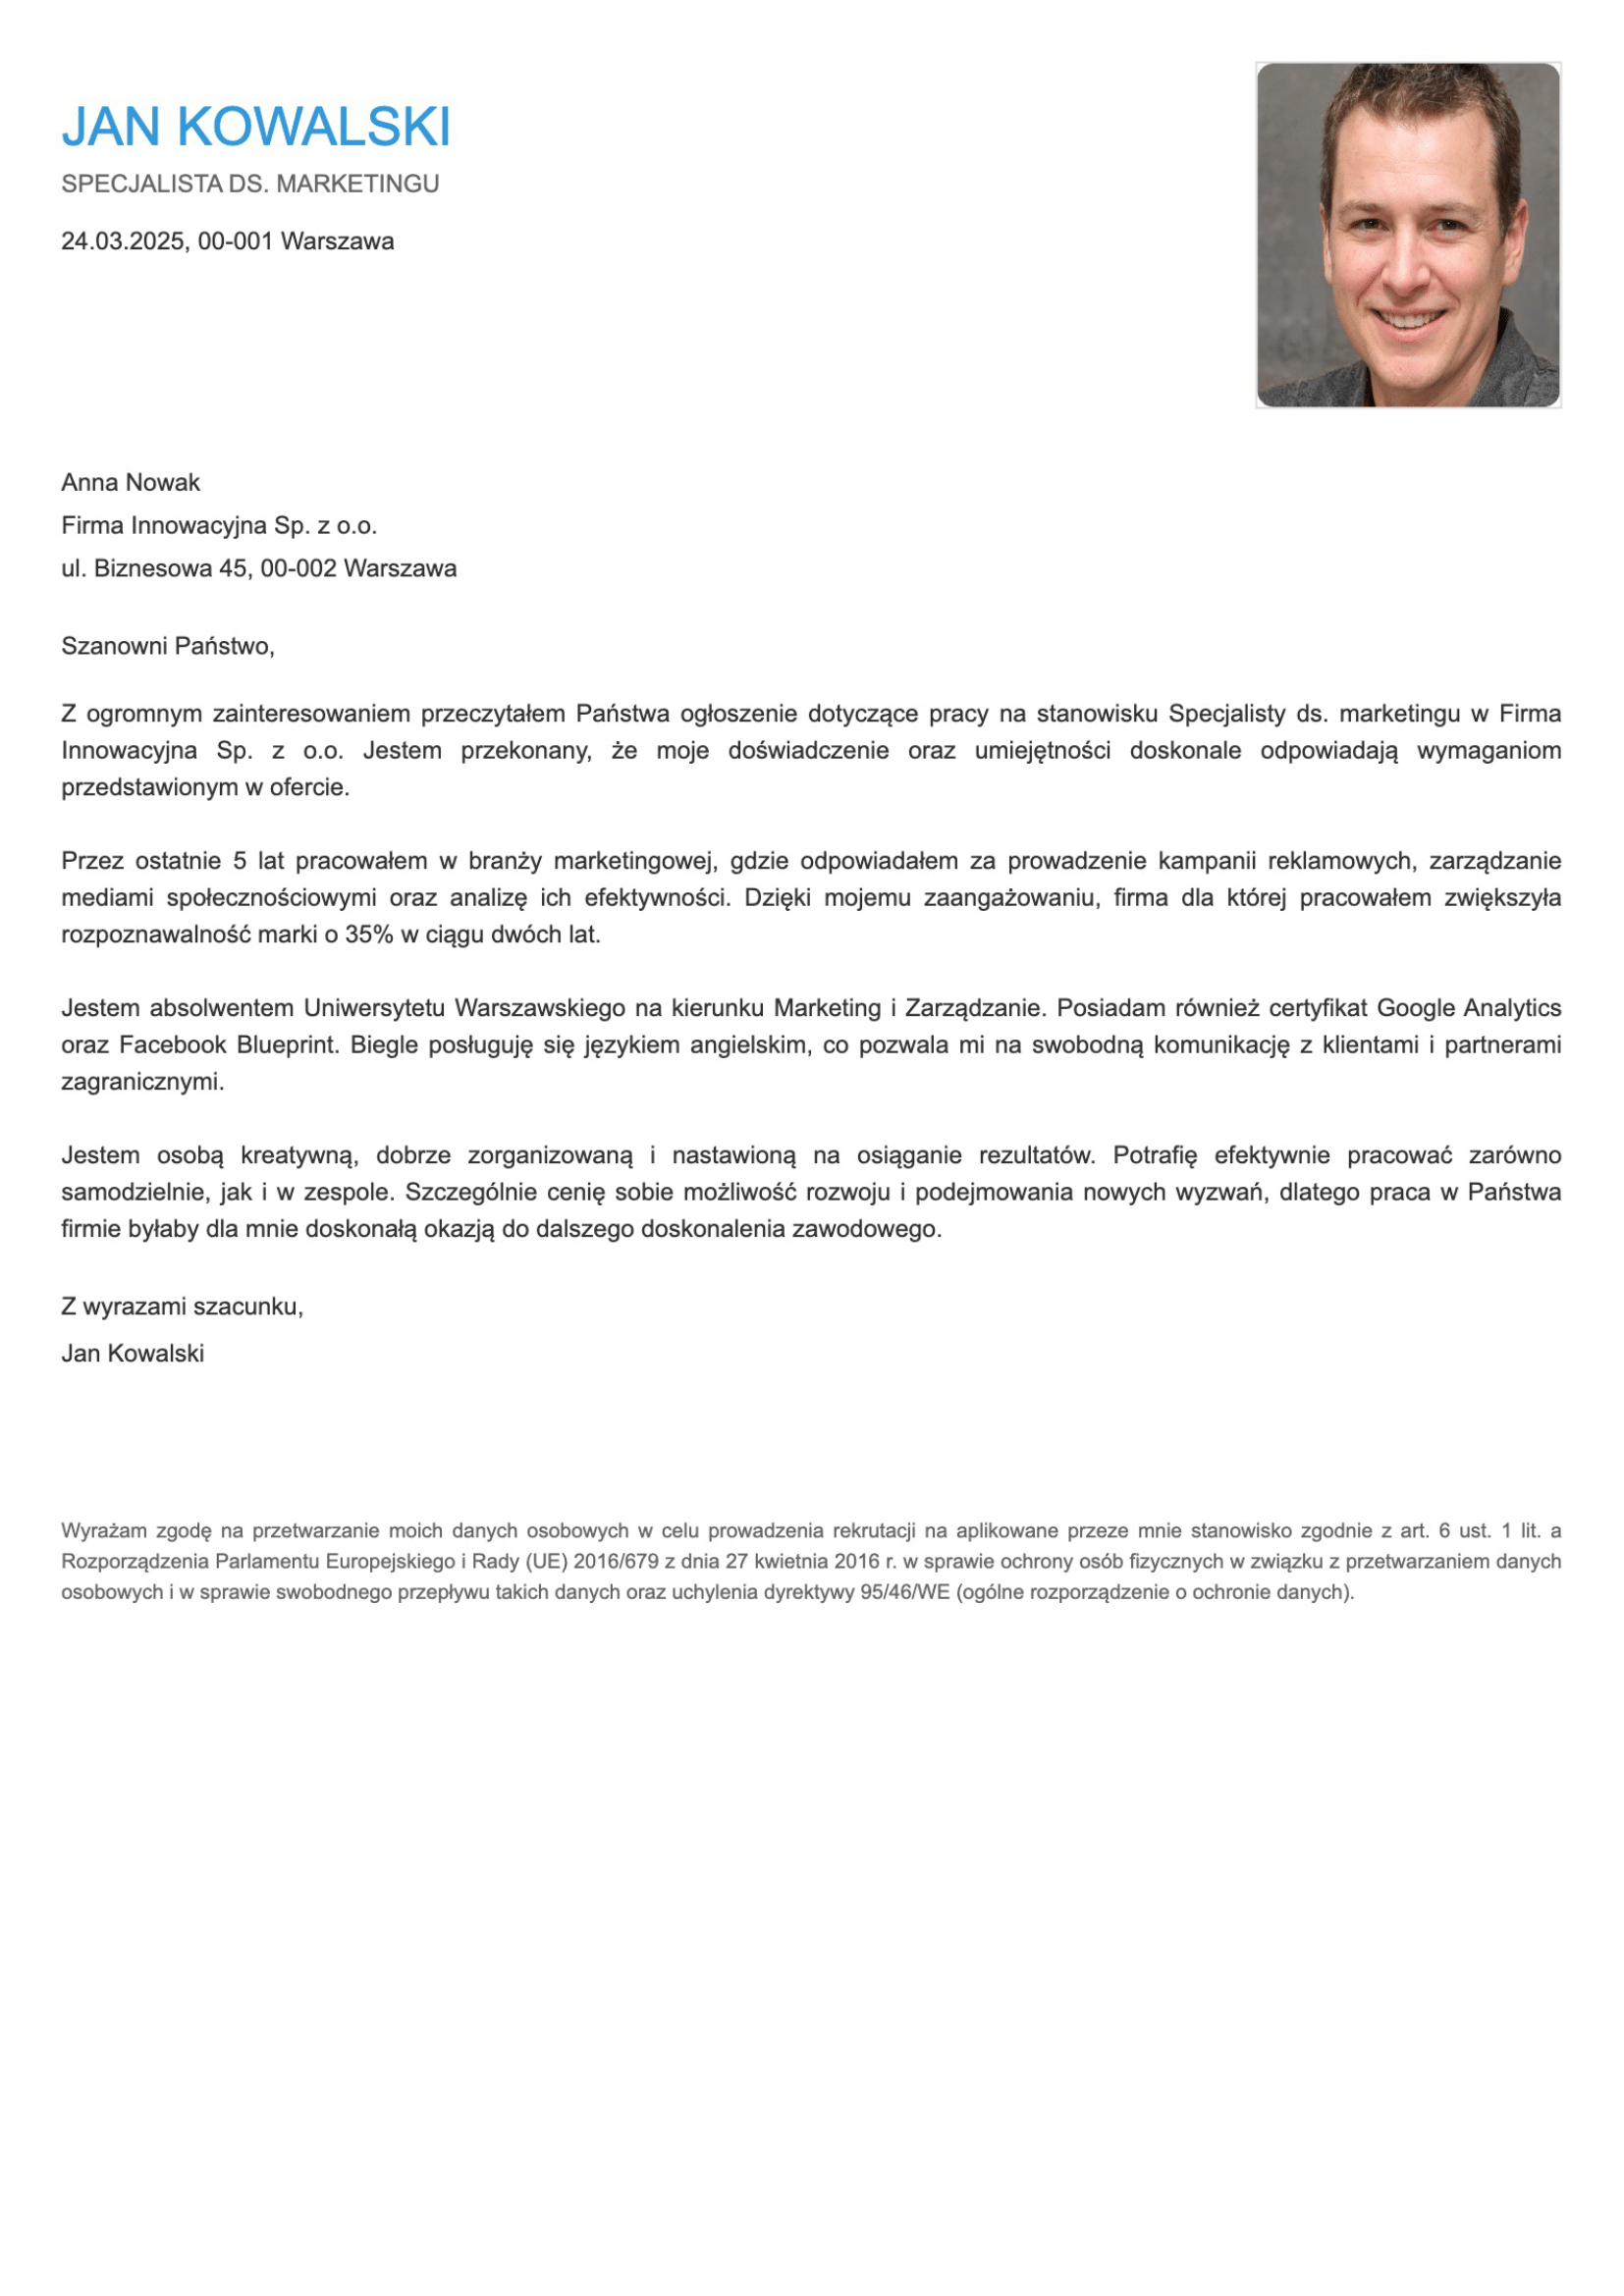 JAN KOWALSKI
SPECJALISTA DS. MARKETINGU
24.03.2025, 00-001 Warszawa
Anna Nowak
Firma Innowacyjna Sp. z o.o.
ul. Biznesowa 45, 00-002 Warszawa
Szanowni Państwo,
Z ogromnym zainteresowaniem przeczytałem Państwa ogłoszenie dotyczące pracy na stanowisku Specjalisty ds. marketingu w Firma
Innowacyjna Sp. z o.o. Jestem przekonany, że moje doświadczenie oraz umiejętności doskonale odpowiadają wymaganiom
przedstawionym w ofercie.
Przez ostatnie 5 lat pracowałem w branży marketingowej, gdzie odpowiadałem za prowadzenie kampanii reklamowych, zarządzanie
mediami społecznościowymi oraz analizę ich efektywności. Dzięki mojemu zaangażowaniu, firma dla której pracowałem zwiększyła
rozpoznawalność marki o 35% w ciągu dwóch lat.
Jestem absolwentem Uniwersytetu Warszawskiego na kierunku Marketing i Zarządzanie. Posiadam również certyfikat Google Analytics
oraz Facebook Blueprint. Biegle posługuję się językiem angielskim, co pozwala mi na swobodną komunikację z klientami i partnerami
zagranicznymi.
Jestem osobą kreatywną, dobrze zorganizowaną i nastawioną na osiąganie rezultatów. Potrafię efektywnie pracować zarówno
samodzielnie, jak i w zespole. Szczególnie cenię sobie możliwość rozwoju i podejmowania nowych wyzwań, dlatego praca w Państwa
firmie byłaby dla mnie doskonałą okazją do dalszego doskonalenia zawodowego.
Z wyrazami szacunku,
Jan Kowalski
Wyrażam zgodę na przetwarzanie moich danych osobowych w celu prowadzenia rekrutacji na aplikowane przeze mnie stanowisko zgodnie z art. 6 ust. 1 lit. a
Rozporządzenia Parlamentu Europejskiego i Rady (UE) 2016/679 z dnia 27 kwietnia 2016 r. w sprawie ochrony osób fizycznych w związku z przetwarzaniem danych
osobowych i w sprawie swobodnego przepływu takich danych oraz uchylenia dyrektywy 95/46/WE (ogólne rozporządzenie o ochronie danych).